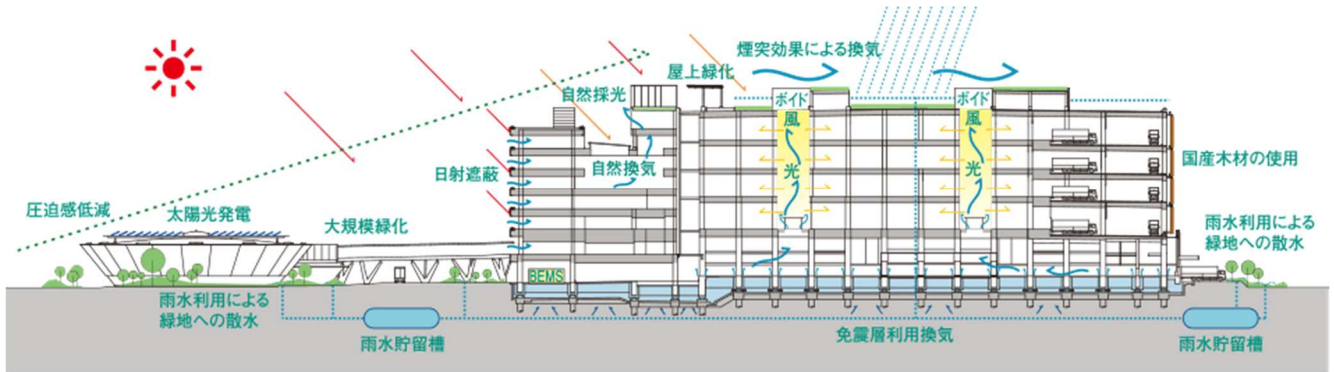 煙突効果による換気
屋上緑化
自然採光
ボイド
ボイド
風
風
自然換気
光
光
国産木材の使用
日射遮蔽
圧迫感低減
太陽光発電
大規模緑化
雨水利用による
緑地への散水
BEMS
雨水利用による
緑地への散水
雨水貯留槽
免震層利用換気
雨水貯留槽